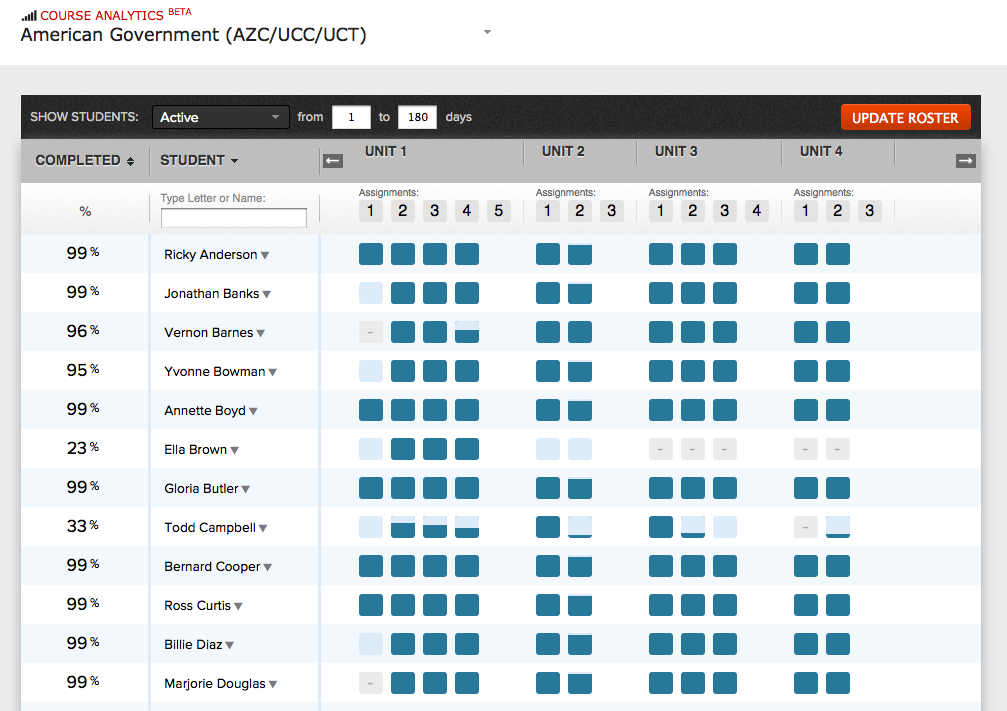 COURSE ANALYTICS BETA
American Government (AZC/UCC/UCT)
SHOW STUDENTS: Active from 1 to 180 days UPDATE ROSTER
COMPLETED STUDENT UNIT 1 UNIT 2 UNIT 3 UNIT 4
% Type Letter or Name: Assignments: Assignments: Assignments: Assignments:
1 2 3 4 5 1 2 3 1 2 3 4 1 2 3
99 % Ricky Anderson
99 % Jonathan Banks
96 % Vernon Barnes -
95 % Yvonne Bowman
99 % Annette Boyd
23 % Ella Brown - - - - -
99 % Gloria Butler
33 % Todd Campbell -
99 % Bernard Cooper
99 % Ross Curtis
99 % Billie Diaz
99 % Marjorie Douglas -